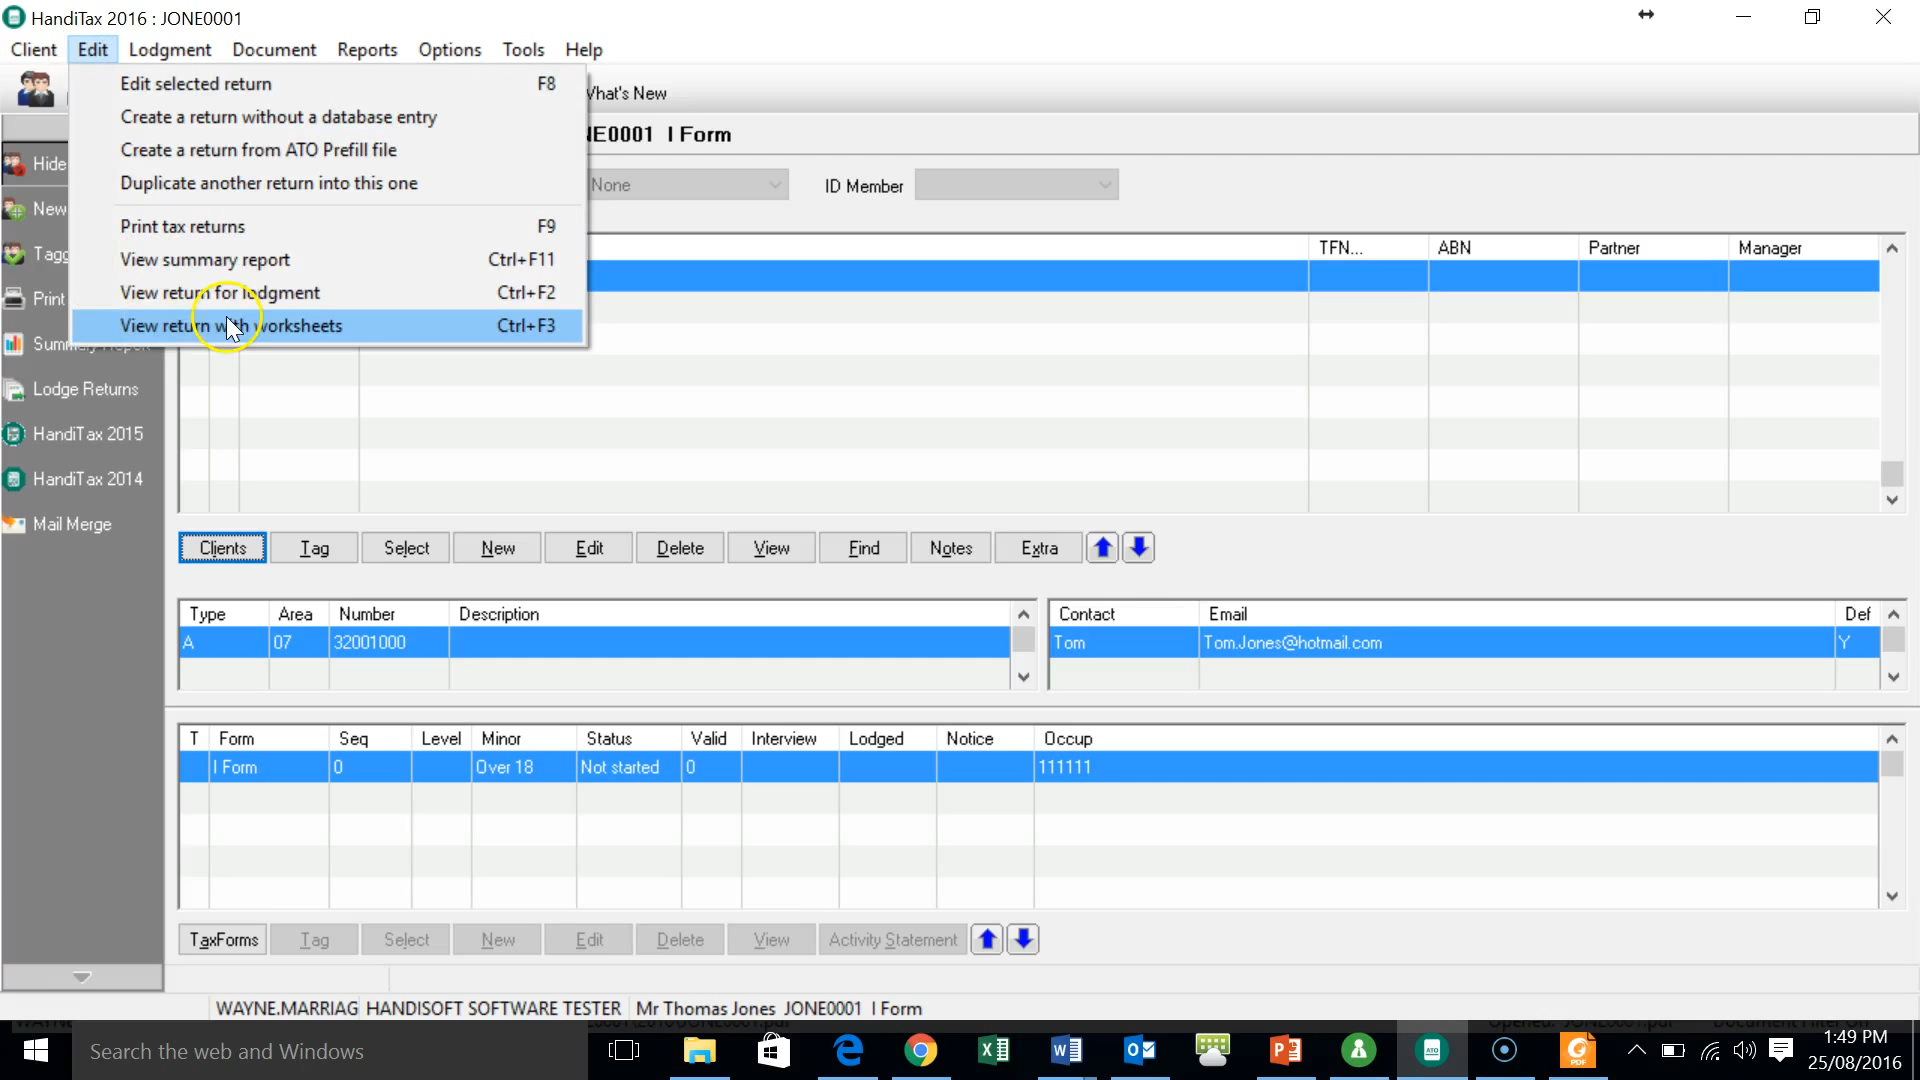 HandiTax 2016 : JONE0001
Client Edit Lodgment Document Reports Options Tools Help
Edit selected return F8
Create a return without a database entry
Create a return from ATO Prefill file
Duplicate another return into this one
Print tax returns F9
View summary report Ctrl+F11
View return for lodgment Ctrl+F2
View return with worksheets Ctrl+F3
What's New
NE0001 I Form
None ID Member
TFN... ABN Partner Manager
Hide
New
Tagg
Print
Summary Report
Lodge Returns
HandiTax 2015
HandiTax 2014
Mail Merge
Clients Tag Select New Edit Delete View Find Notes Extra
Type Area Number Description
A 07 32001000
Contact Email Def
Tom Tom.Jones@hotmail.com Y
T Form Seq Level Minor Status Valid Interview Lodged Notice Occup
I Form 0 Over 18 Not started 0 111111
TaxForms Tag Select New Edit Delete View Activity Statement
WAYNE.MARRIAG HANDISOFT SOFTWARE TESTER Mr Thomas Jones JONE0001 I Form
Search the web and Windows
ATO
PDF
1:49 PM
25/08/2016